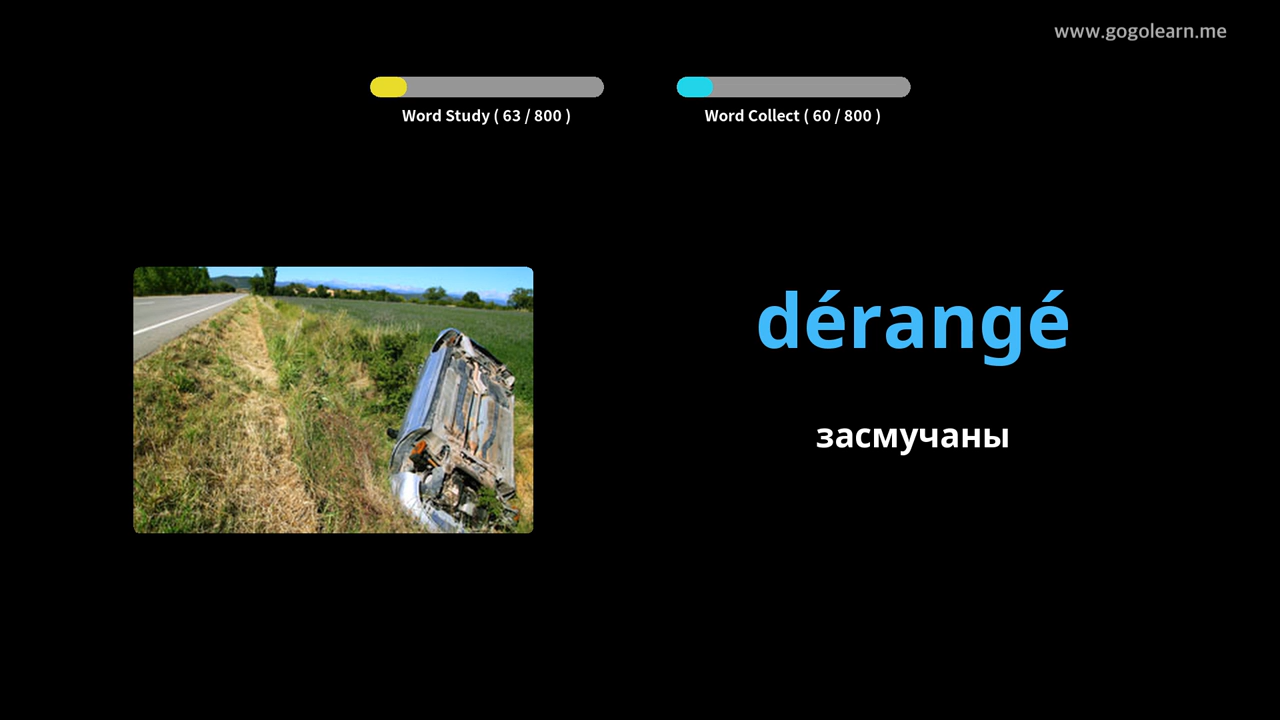 www.gogolearn.me
Word Study ( 63 / 800 )
Word Collect ( 60 / 800 )
dérangé
засмучаны